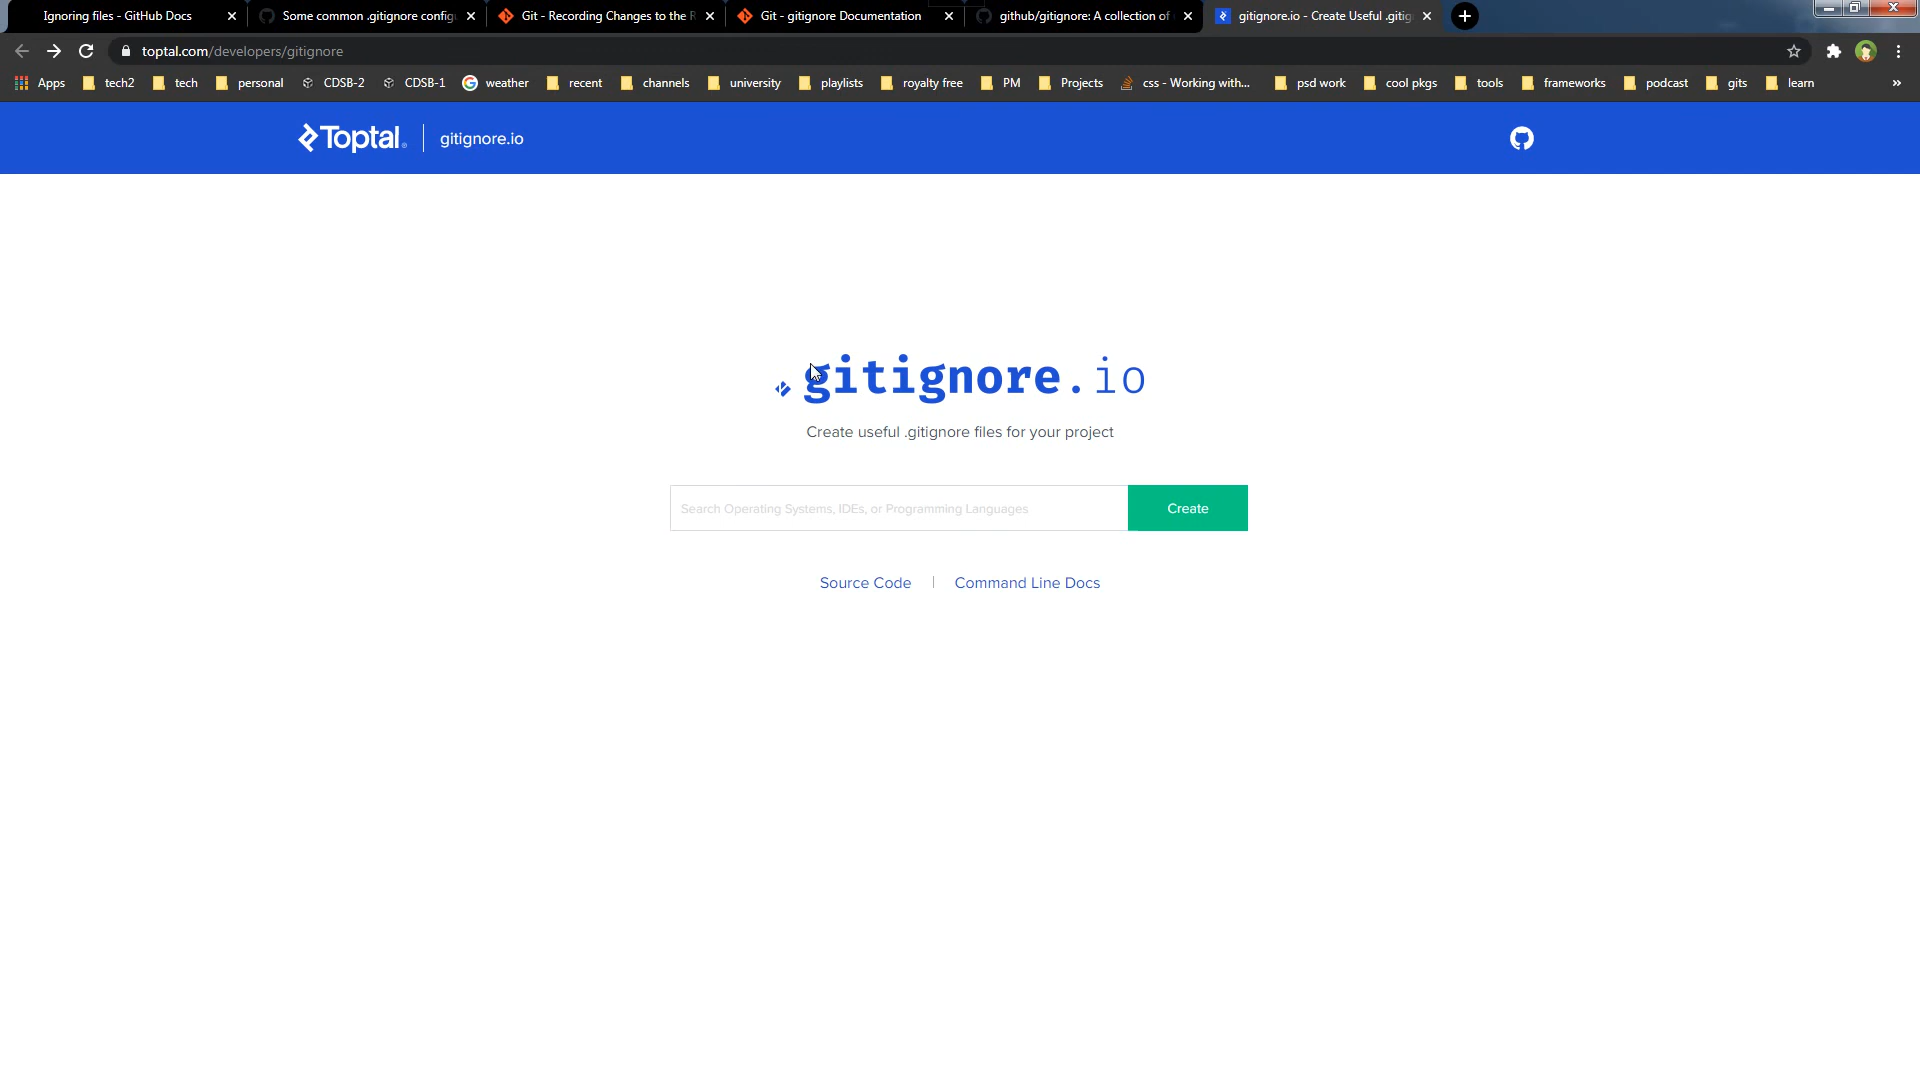 Ignoring files - GitHub Docs
Some common .gitignore config
Git - Recording Changes to the R
Git - gitignore Documentation
github/gitignore: A collection of
gitignore.io - Create Useful .gitig
toptal.com/developers/gitignore
Apps
tech2
tech
personal
CDSB-2
CDSB-1
weather
recent
channels
university
playlists
royalty free
PM
Projects
css - Working with...
psd work
cool pkgs
tools
frameworks
podcast
gits
learn
»
Toptal.
gitignore.io
.gitignore.io
Create useful .gitignore files for your project
Search Operating Systems, IDEs, or Programming Languages
Create
Source Code
Command Line Docs